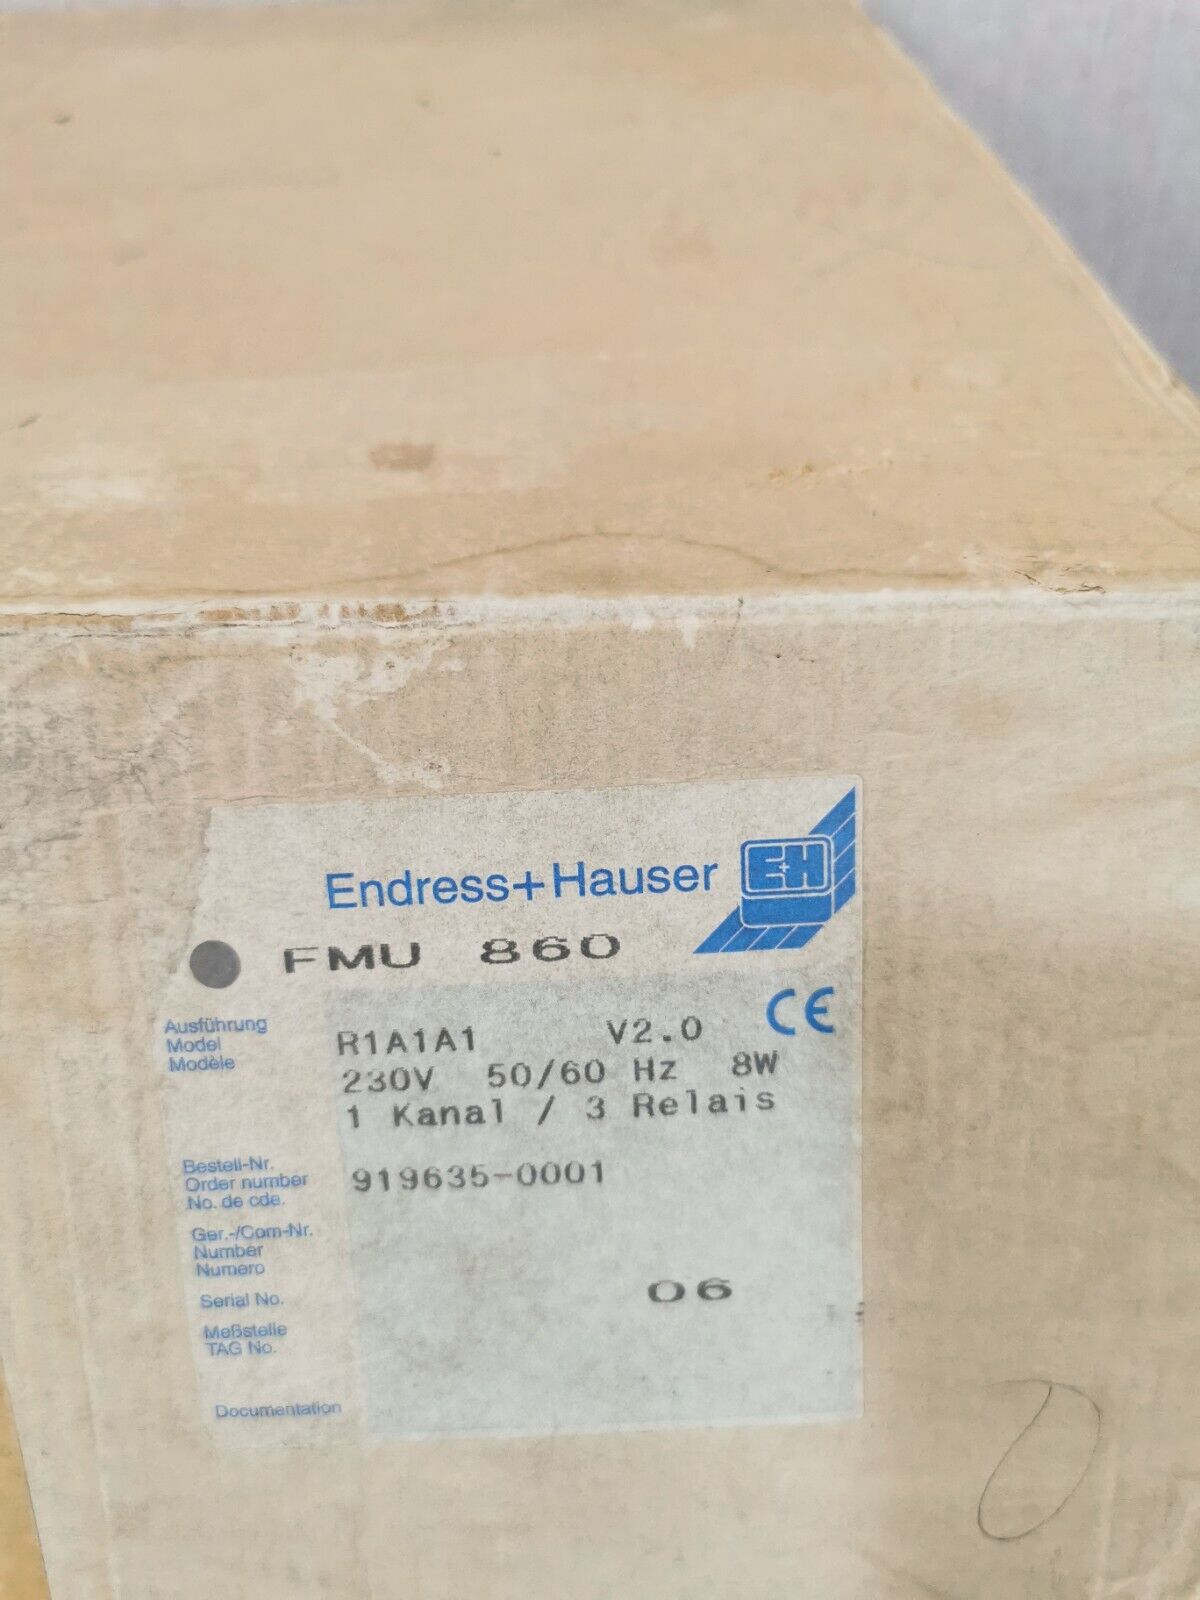 Endress+Hauser E+H
FMU 860
Ausführung
Model
Modèle
R1A1A1 V2.0 CE
230V 50/60 Hz 8W
1 Kanal / 3 Relais
Bestell-Nr.
Order number
No. de cde.
919635-0001
Ger.-/Com-Nr.
Number
Numero
Serial No.
06
Meßstelle
TAG No.
Documentation